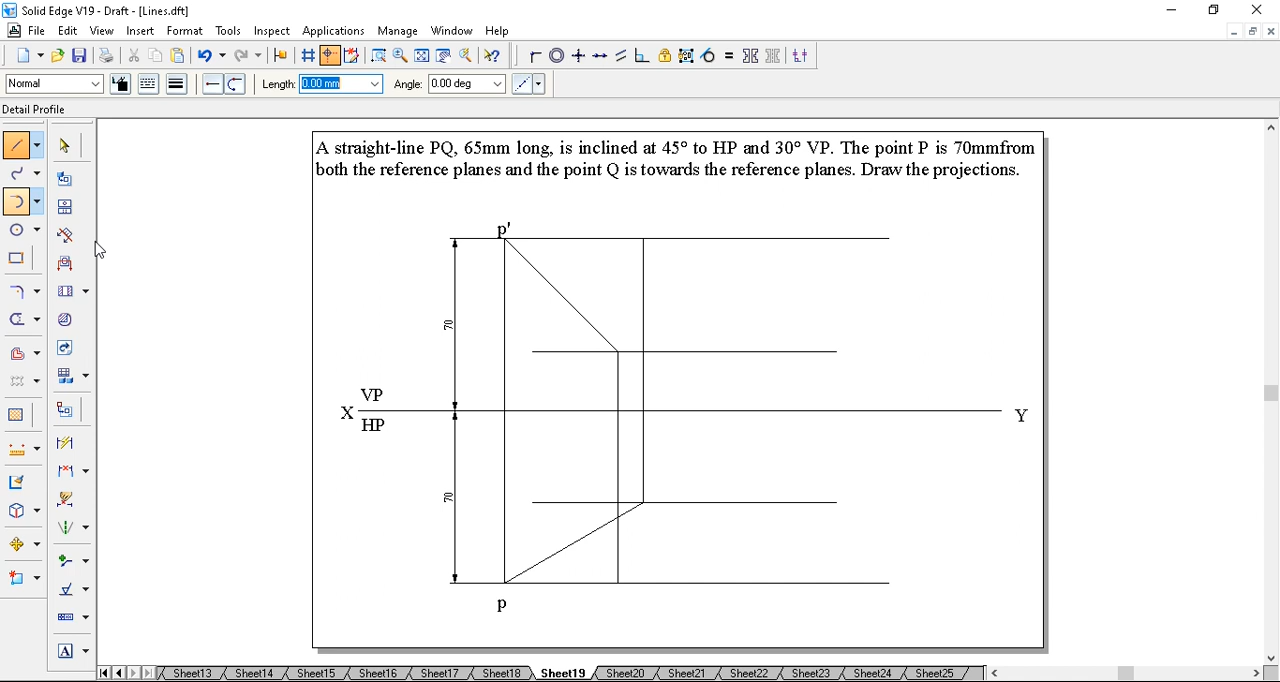 Solid Edge V19 - Draft - [Lines.dft]
File Edit View Insert Format Tools Inspect Applications Manage Window Help
Normal Length: 0.00 mm Angle: 0.00 deg
Detail Profile
A straight-line PQ, 65mm long, is inclined at 45° to HP and 30° VP. The point P is 70mmfrom
both the reference planes and the point Q is towards the reference planes. Draw the projections.
p'
70
VP
X
HP
Y
70
p
A
Sheet13 Sheet14 Sheet15 Sheet16 Sheet17 Sheet18 Sheet19 Sheet20 Sheet21 Sheet22 Sheet23 Sheet24 Sheet25